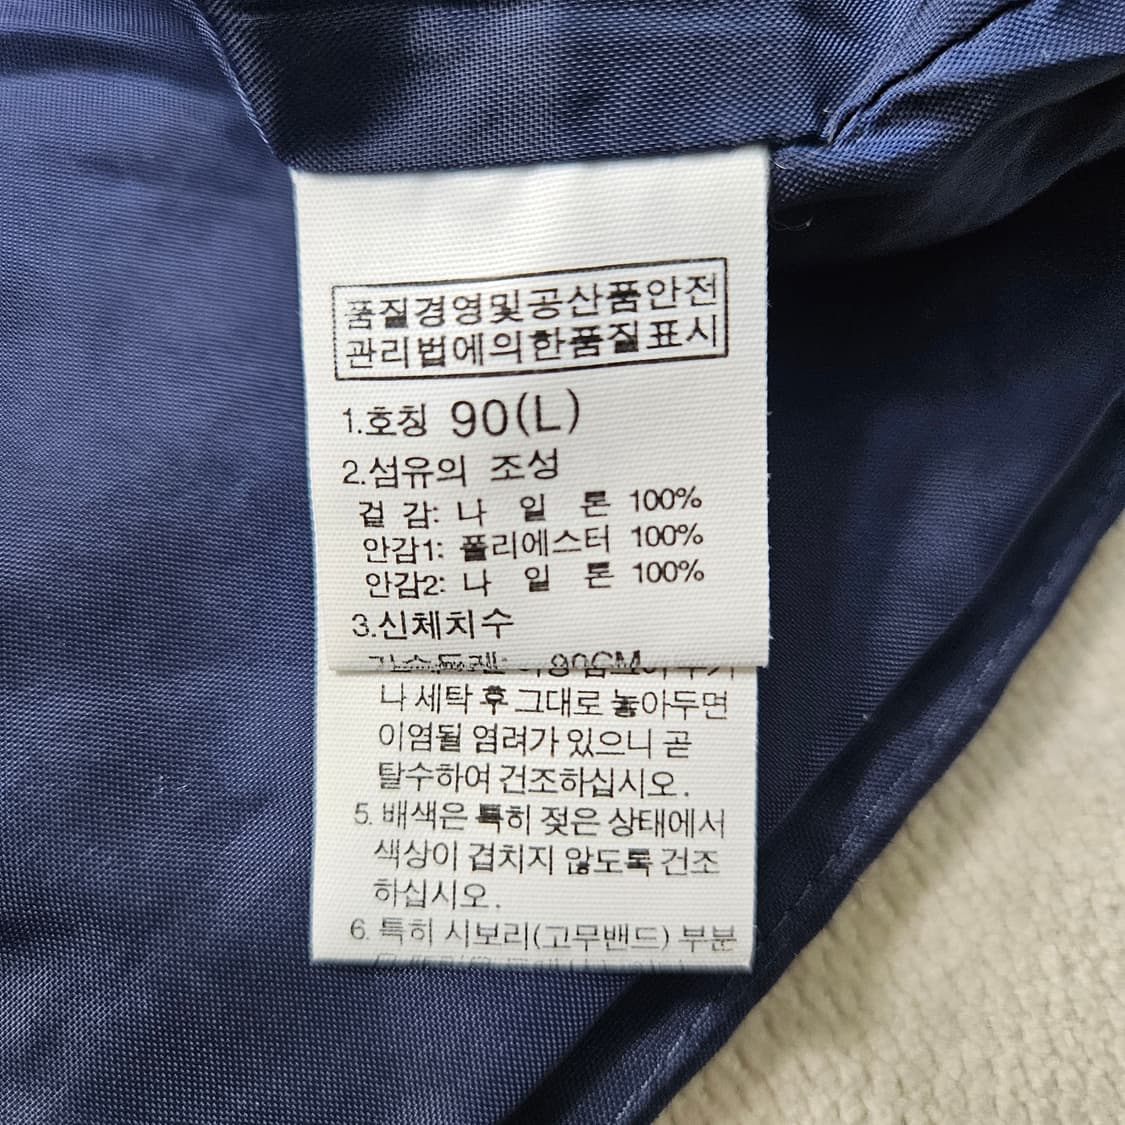 품질경영및공산품안전
관리법에의한품질표시
1.호칭 90(L)
2.섬유의 조성
겉 감: 나 일 론 100%
안감1: 폴리에스터 100%
안감2: 나 일 론 100%
3.신체치수
90CM
나 세탁 후 그대로 놓아두면
이염될 염려가 있으니 곧
탈수하여 건조하십시오.
5. 배색은 특히 젖은 상태에서
색상이 겹치지 않도록 건조
하십시오.
6. 특히 시보리(고무밴드) 부분